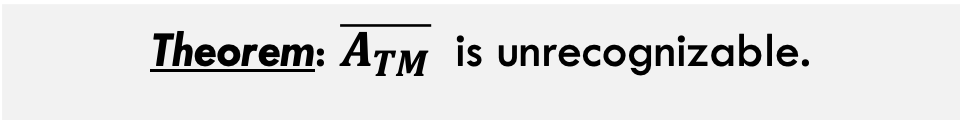 Theorem: $\overline{A_{TM}}$ is unrecognizable.